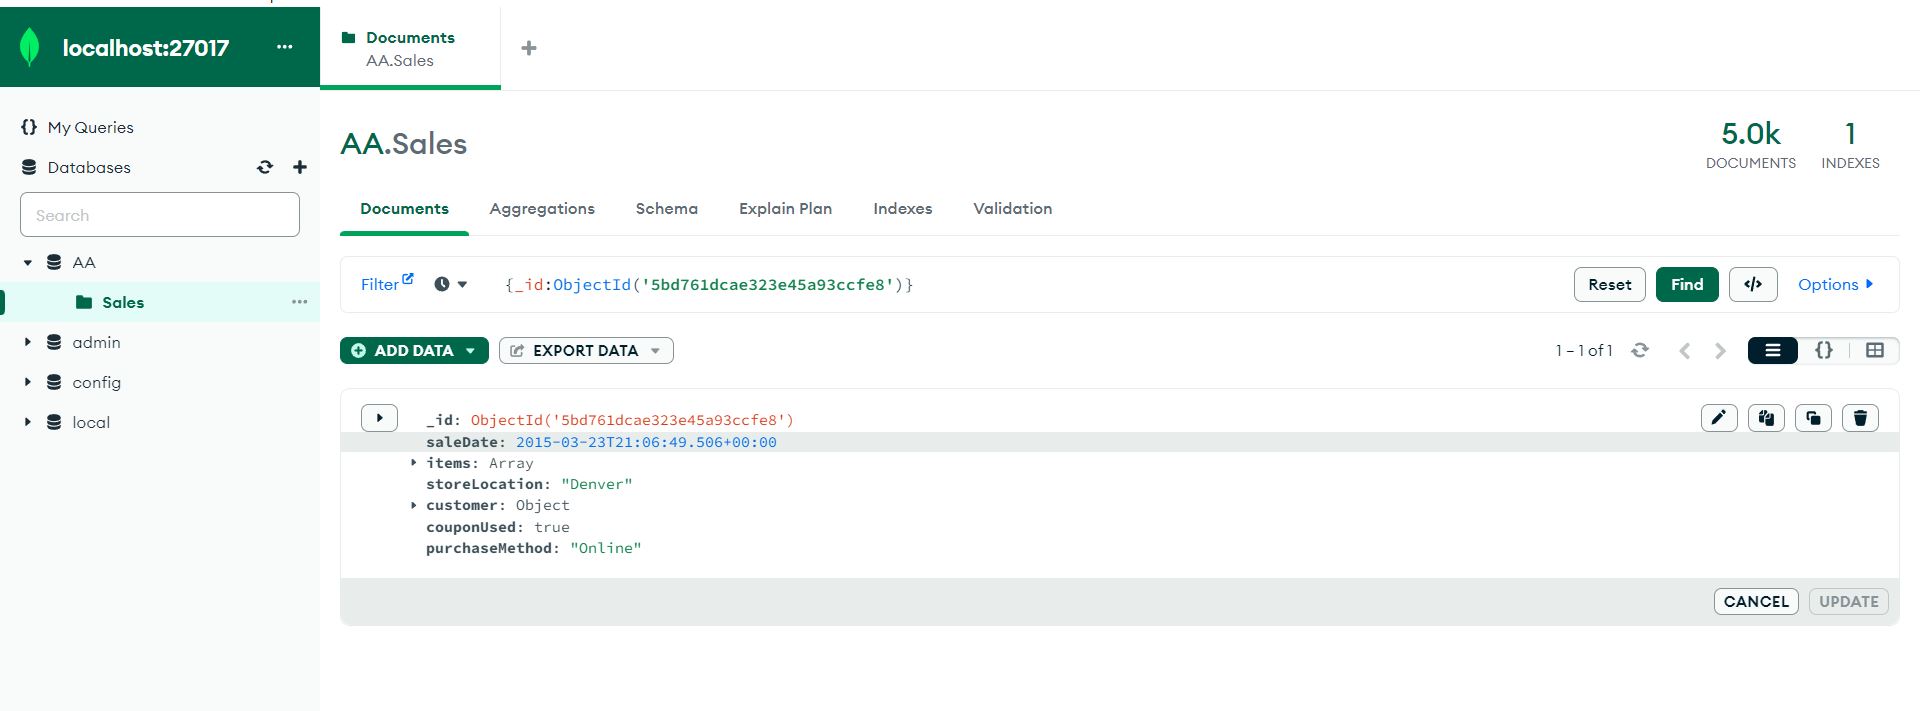 localhost:27017
Documents
AA.Sales
My Queries
Databases
Search
AA
Sales
admin
config
local
AA.Sales
5.0k
DOCUMENTS
1
INDEXES
Documents Aggregations Schema Explain Plan Indexes Validation
Filter {_id:ObjectId('5bd761dcae323e45a93ccfe8')} Reset Find </> Options
ADD DATA EXPORT DATA 1 – 1 of 1 {}
_id: ObjectId('5bd761dcae323e45a93ccfe8')
saleDate: 2015-03-23T21:06:49.506+00:00
items: Array
storeLocation: "Denver"
customer: Object
couponUsed: true
purchaseMethod: "Online"
CANCEL UPDATE